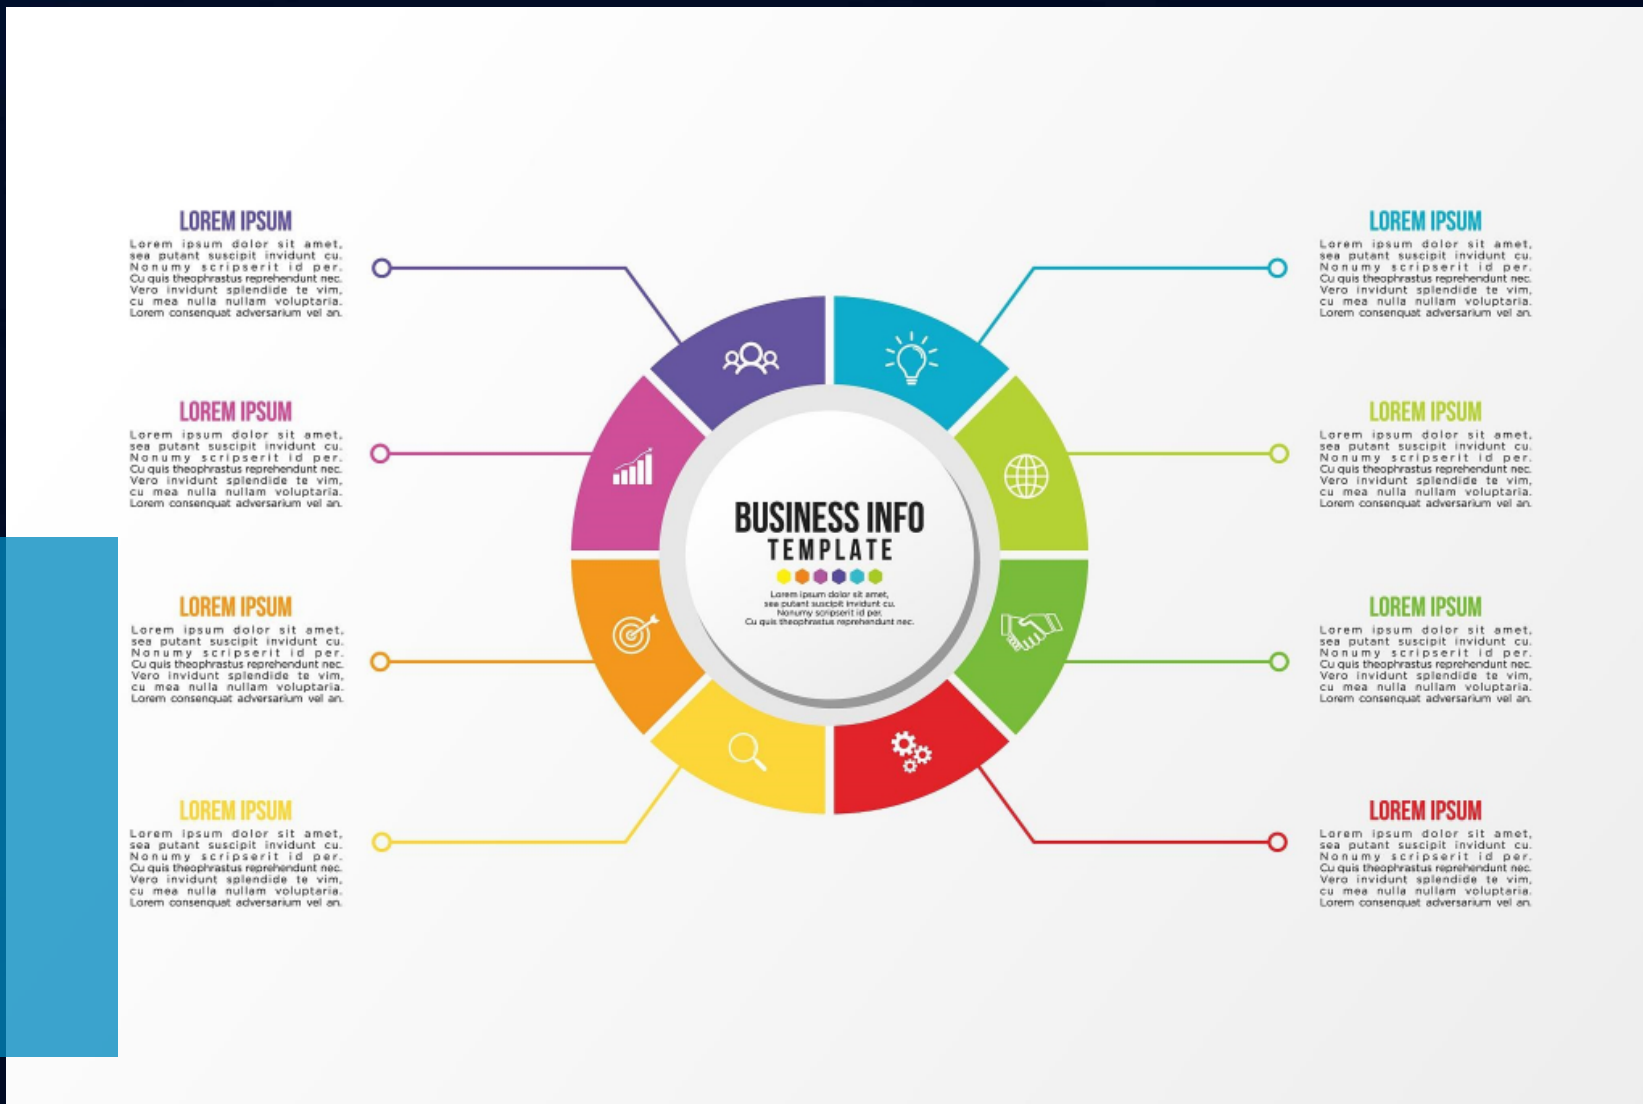 LOREM IPSUM
Lorem ipsum dolor sit amet,
sea putant suscipit invidunt cu.
Nonumy scripserit id per.
Cu quis theophrastus reprehendunt nec.
Vero invidunt splendide te vim,
cu mea nulla nullam voluptaria.
Lorem consenquat adversarium vel an.
LOREM IPSUM
Lorem ipsum dolor sit amet,
sea putant suscipit invidunt cu.
Nonumy scripserit id per.
Cu quis theophrastus reprehendunt nec.
Vero invidunt splendide te vim,
cu mea nulla nullam voluptaria.
Lorem consenquat adversarium vel an.
LOREM IPSUM
Lorem ipsum dolor sit amet,
sea putant suscipit invidunt cu.
Nonumy scripserit id per.
Cu quis theophrastus reprehendunt nec.
Vero invidunt splendide te vim,
cu mea nulla nullam voluptaria.
Lorem consenquat adversarium vel an.
LOREM IPSUM
Lorem ipsum dolor sit amet,
sea putant suscipit invidunt cu.
Nonumy scripserit id per.
Cu quis theophrastus reprehendunt nec.
Vero invidunt splendide te vim,
cu mea nulla nullam voluptaria.
Lorem consenquat adversarium vel an.
BUSINESS INFO
TEMPLATE
Lorem ipsum dolor sit amet,
sea putant suscipit invidunt cu.
Nonumy scripserit id per.
Cu quis theophrastus reprehendunt nec.
LOREM IPSUM
Lorem ipsum dolor sit amet,
sea putant suscipit invidunt cu.
Nonumy scripserit id per.
Cu quis theophrastus reprehendunt nec.
Vero invidunt splendide te vim,
cu mea nulla nullam voluptaria.
Lorem consenquat adversarium vel an.
LOREM IPSUM
Lorem ipsum dolor sit amet,
sea putant suscipit invidunt cu.
Nonumy scripserit id per.
Cu quis theophrastus reprehendunt nec.
Vero invidunt splendide te vim,
cu mea nulla nullam voluptaria.
Lorem consenquat adversarium vel an.
LOREM IPSUM
Lorem ipsum dolor sit amet,
sea putant suscipit invidunt cu.
Nonumy scripserit id per.
Cu quis theophrastus reprehendunt nec.
Vero invidunt splendide te vim,
cu mea nulla nullam voluptaria.
Lorem consenquat adversarium vel an.
LOREM IPSUM
Lorem ipsum dolor sit amet,
sea putant suscipit invidunt cu.
Nonumy scripserit id per.
Cu quis theophrastus reprehendunt nec.
Vero invidunt splendide te vim,
cu mea nulla nullam voluptaria.
Lorem consenquat adversarium vel an.